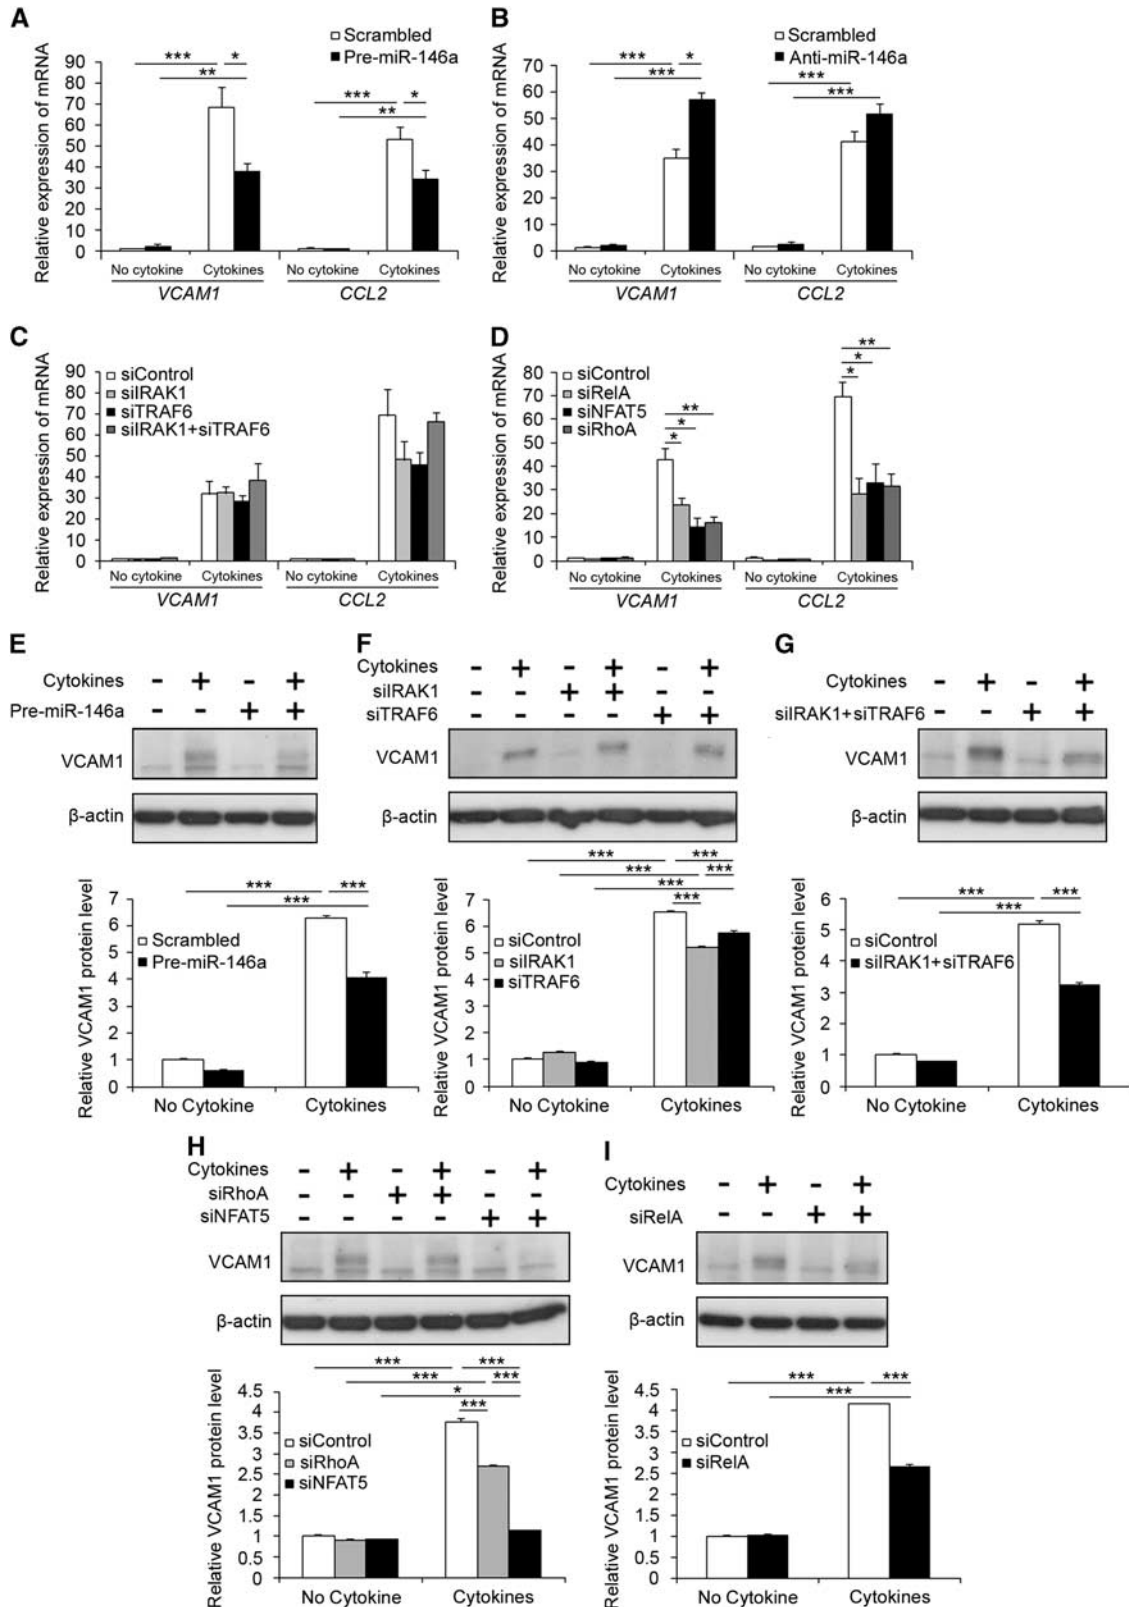 A
Scrambled
Pre-miR-146a
Relative expression of mRNA
90
80
70
60
50
40
30
20
10
0
*** *
**
*** *
**
No cytokine Cytokines No cytokine Cytokines
VCAM1 CCL2
B
Scrambled
Anti-miR-146a
Relative expression of mRNA
70
60
50
40
30
20
10
0
*** *
***
***
***
No cytokine Cytokines No cytokine Cytokines
VCAM1 CCL2
C
siControl
siIRAK1
siTRAF6
siIRAK1+siTRAF6
Relative expression of mRNA
90
80
70
60
50
40
30
20
10
0
No cytokine Cytokines No cytokine Cytokines
VCAM1 CCL2
D
siControl
siRelA
siNFAT5
siRhoA
Relative expression of mRNA
80
70
60
50
40
30
20
10
0
**
*
*
**
*
*
No cytokine Cytokines No cytokine Cytokines
VCAM1 CCL2
E
Cytokines - + - +
Pre-miR-146a - - + +
VCAM1
β-actin
Relative VCAM1 protein level
7
6
5
4
3
2
1
0
*** ***
***
Scrambled
Pre-miR-146a
No Cytokine Cytokines
F
Cytokines - + - + - +
siIRAK1 - - + + - -
siTRAF6 - - - - + +
VCAM1
β-actin
Relative VCAM1 protein level
7
6
5
4
3
2
1
0
*** ***
*** ***
***
***
siControl
siIRAK1
siTRAF6
No Cytokine Cytokines
G
Cytokines - + - +
siIRAK1+siTRAF6 - - + +
VCAM1
β-actin
Relative VCAM1 protein level
6
5
4
3
2
1
0
*** ***
***
siControl
siIRAK1+siTRAF6
No Cytokine Cytokines
H
Cytokines - + - + - +
siRhoA - - + + - -
siNFAT5 - - - - + +
VCAM1
β-actin
Relative VCAM1 protein level
4.5
4
3.5
3
2.5
2
1.5
1
0.5
0
*** ***
*** ***
*
***
siControl
siRhoA
siNFAT5
No Cytokine Cytokines
I
Cytokines - + - +
siRelA - - + +
VCAM1
β-actin
Relative VCAM1 protein level
4.5
4
3.5
3
2.5
2
1.5
1
0.5
0
*** ***
***
siControl
siRelA
No Cytokine Cytokines